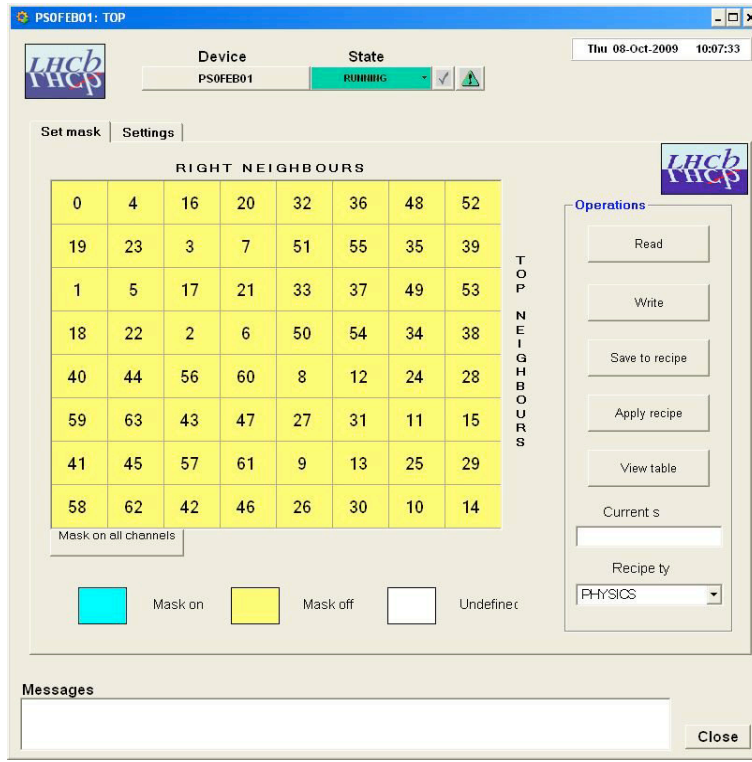 PS0FEB01: TOP
LHCb
LHCp
Device State
PS0FEB01 RUNNING
Thu 08-Oct-2009 10:07:33
Set mask Settings
LHCb
LHCp
RIGHT NEIGHBOURS
0 4 16 20 32 36 48 52
19 23 3 7 51 55 35 39
1 5 17 21 33 37 49 53
18 22 2 6 50 54 34 38
40 44 56 60 8 12 24 28
59 63 43 47 27 31 11 15
41 45 57 61 9 13 25 29
58 62 42 46 26 30 10 14
TOP NEIGHBOURS
Mask on all channels
Mask on Mask off Undefined
Operations
Read
Write
Save to recipe
Apply recipe
View table
Current s
Recipe ty
PHYSICS
Messages
Close